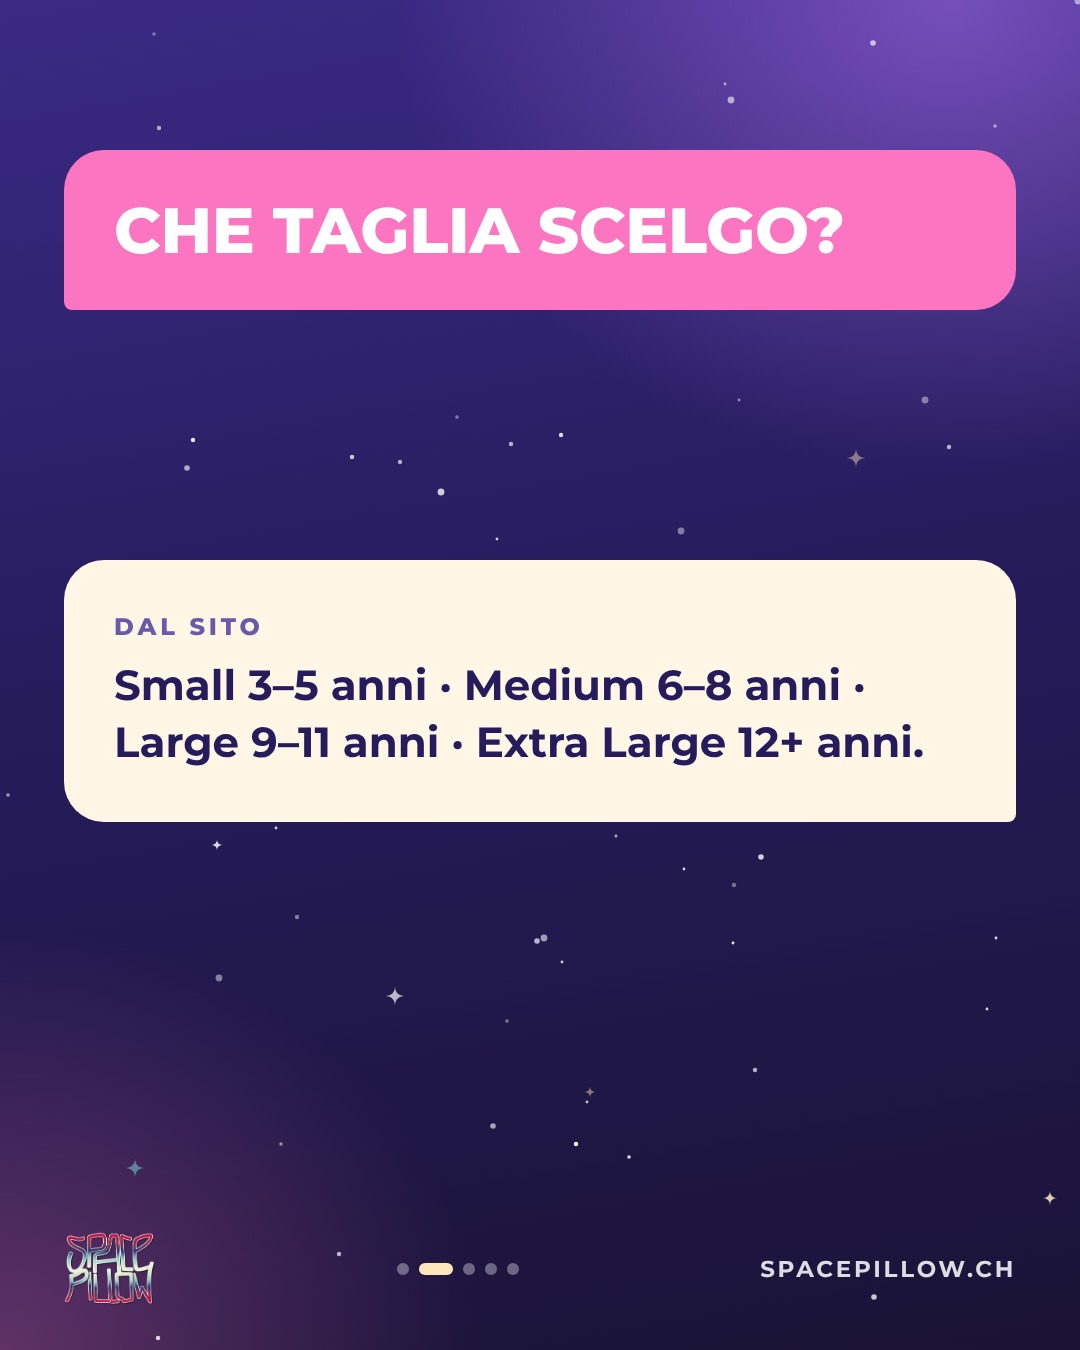 CHE TAGLIA SCELGO?
DAL SITO
Small 3–5 anni · Medium 6–8 anni ·
Large 9–11 anni · Extra Large 12+ anni.
SPACE
PILLOW
SPACEPILLOW.CH